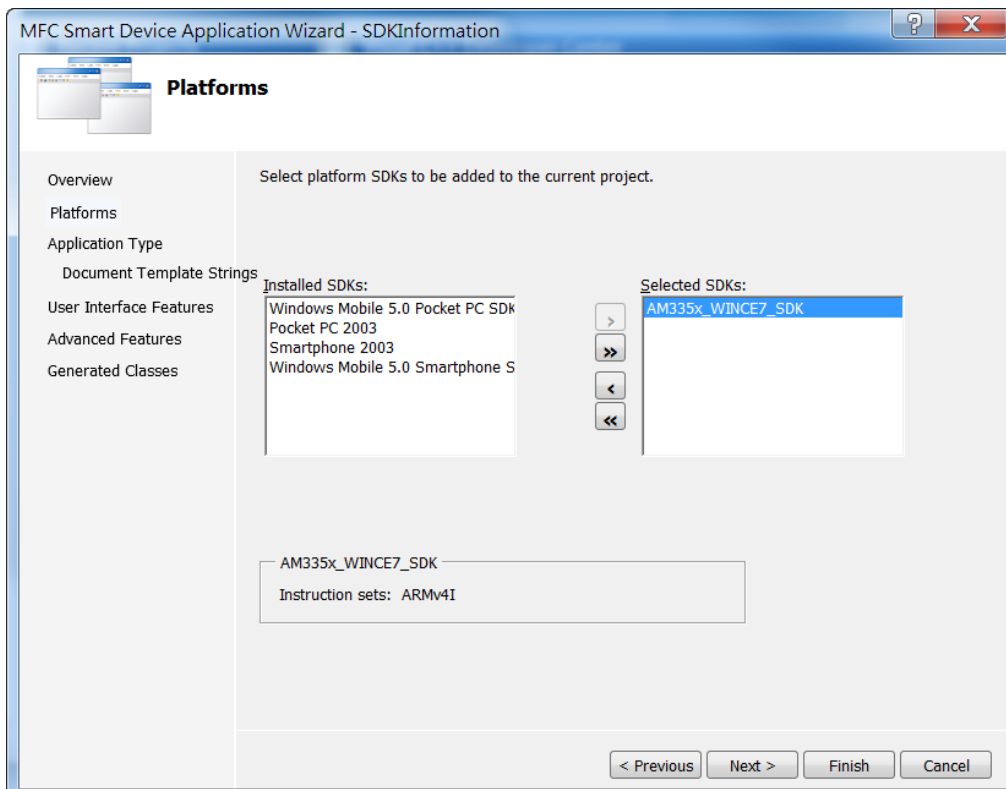 MFC Smart Device Application Wizard - SDKInformation
Platforms
Overview
Platforms
Application Type
Document Template Strings
User Interface Features
Advanced Features
Generated Classes
Select platform SDKs to be added to the current project.
Installed SDKs:
Windows Mobile 5.0 Pocket PC SDK
Pocket PC 2003
Smartphone 2003
Windows Mobile 5.0 Smartphone S
>
»
<
«
Selected SDKs:
AM335x_WINCE7_SDK
AM335x_WINCE7_SDK
Instruction sets: ARMv4I
< Previous
Next >
Finish
Cancel